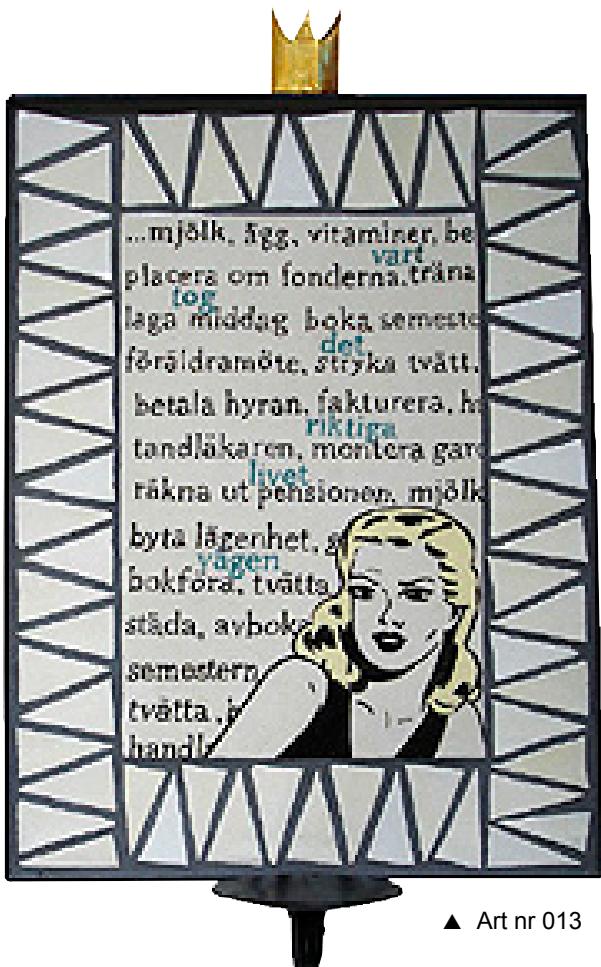 ...mjölk, ägg, vitaminer, be
vart
placera om fonderna. träna
tog
laga middag boka semeste
det
föräldramöte, stryka tvätt.
betala hyran, fakturera, h
riktiga
tandläkaren, montera gard
livet
räkna ut pensionen, mjölk
byta lägenhet, g
vägen
bokföra, tvätta
städa, avboka
semestern
tvätta,
handla
▲ Art nr 013